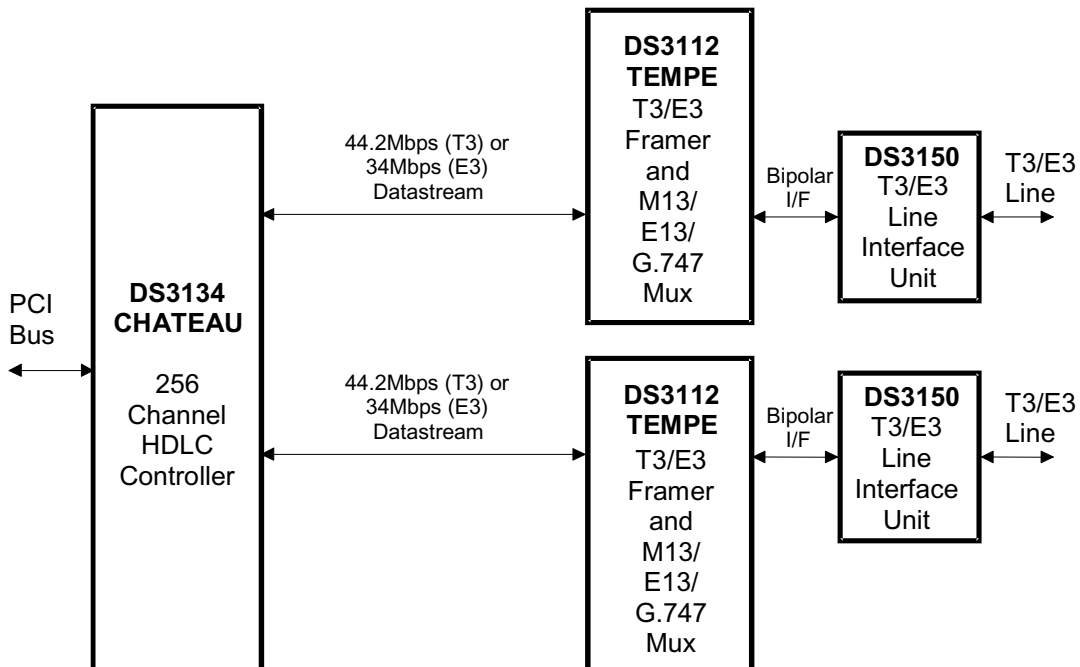 PCI
Bus
DS3134
CHATEAU
256
Channel
HDLC
Controller
44.2Mbps (T3) or
34Mbps (E3)
Datastream
DS3112
TEMPE
T3/E3
Framer
and
M13/
E13/
G.747
Mux
Bipolar
I/F
DS3150
T3/E3
Line
Interface
Unit
T3/E3
Line
44.2Mbps (T3) or
34Mbps (E3)
Datastream
DS3112
TEMPE
T3/E3
Framer
and
M13/
E13/
G.747
Mux
Bipolar
I/F
DS3150
T3/E3
Line
Interface
Unit
T3/E3
Line